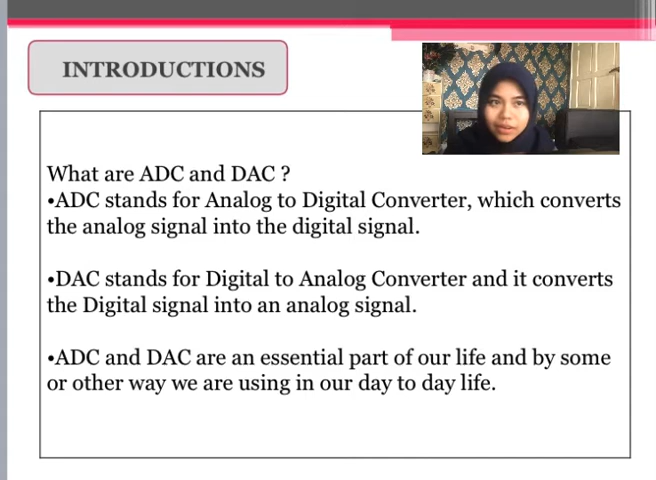 INTRODUCTIONS
What are ADC and DAC ?
•ADC stands for Analog to Digital Converter, which converts
the analog signal into the digital signal.
•DAC stands for Digital to Analog Converter and it converts
the Digital signal into an analog signal.
•ADC and DAC are an essential part of our life and by some
or other way we are using in our day to day life.